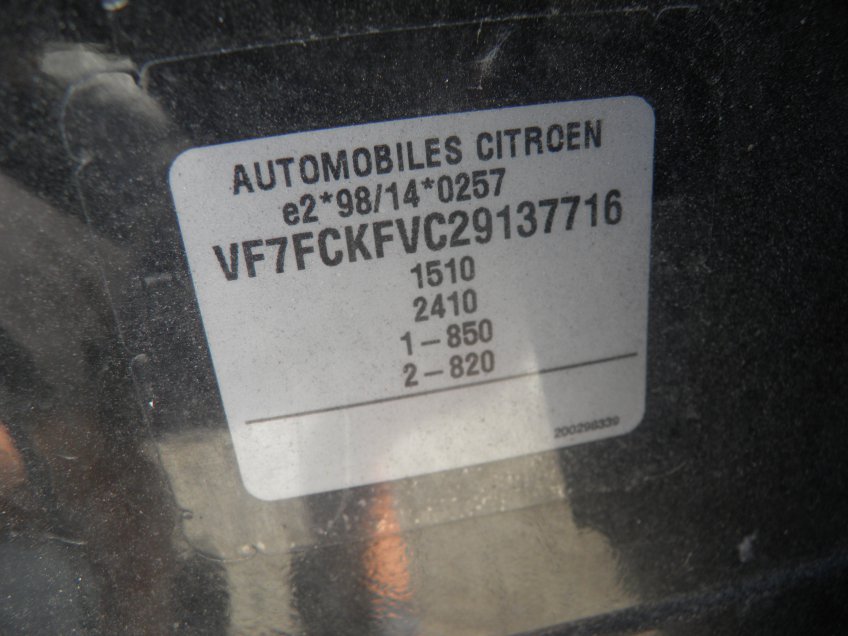 AUTOMOBILES CITROEN
e2*98/14*0257
VF7FCKFVC29137716
1510
2410
1-850
2-820
200298339